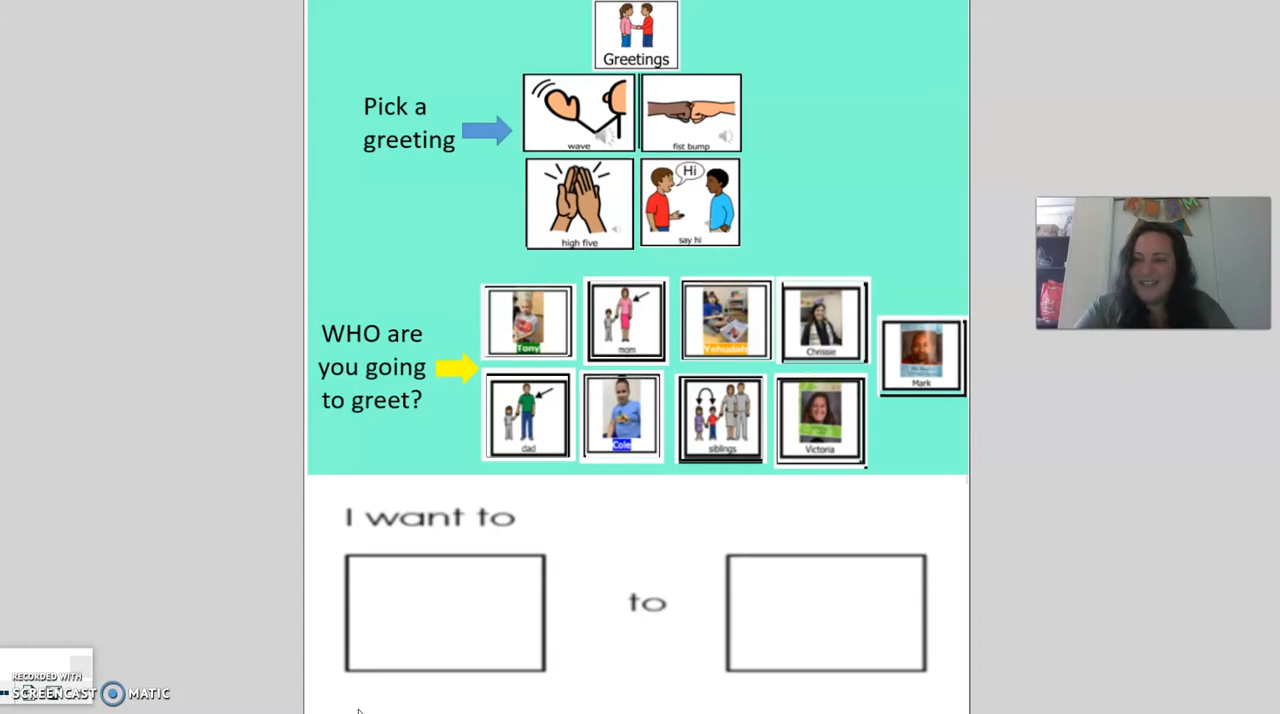 Greetings
Pick a
greeting
wave
fist bump
high five
Hi
say hi
WHO are
you going
to greet?
Tony
mom
Yehudah
Chrissie
Mark
dad
Cole
siblings
Victoria
I want to
to
RECORDED WITH
SCREENCAST MATIC